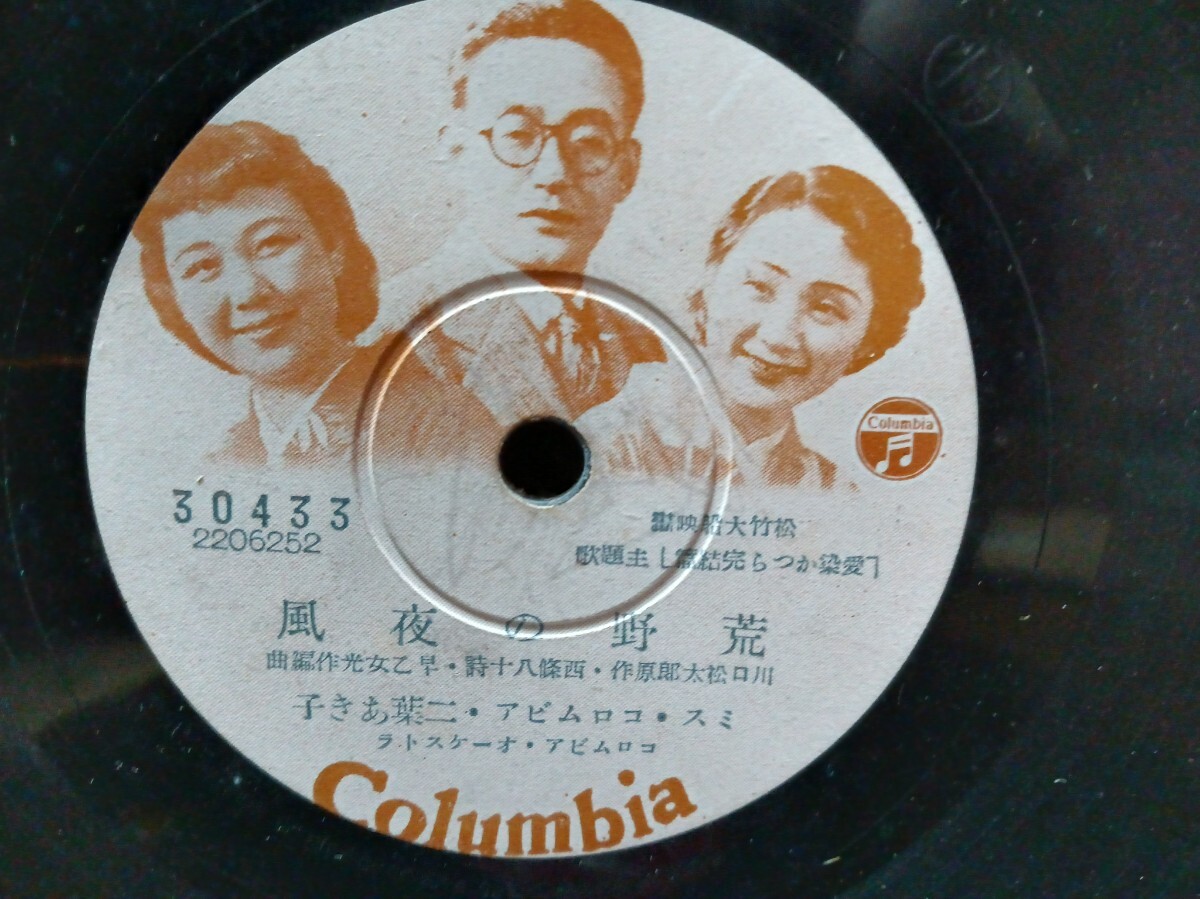 Columbia
30433
2206252
松竹大船映畫
「愛染かつら完結篇」主題歌
荒野の夜風
川口松太郎原作・西條八十詩・早乙女光作編曲
ミス・コロムビア・二葉あき子
コロムビア・オーケストラ
Columbia